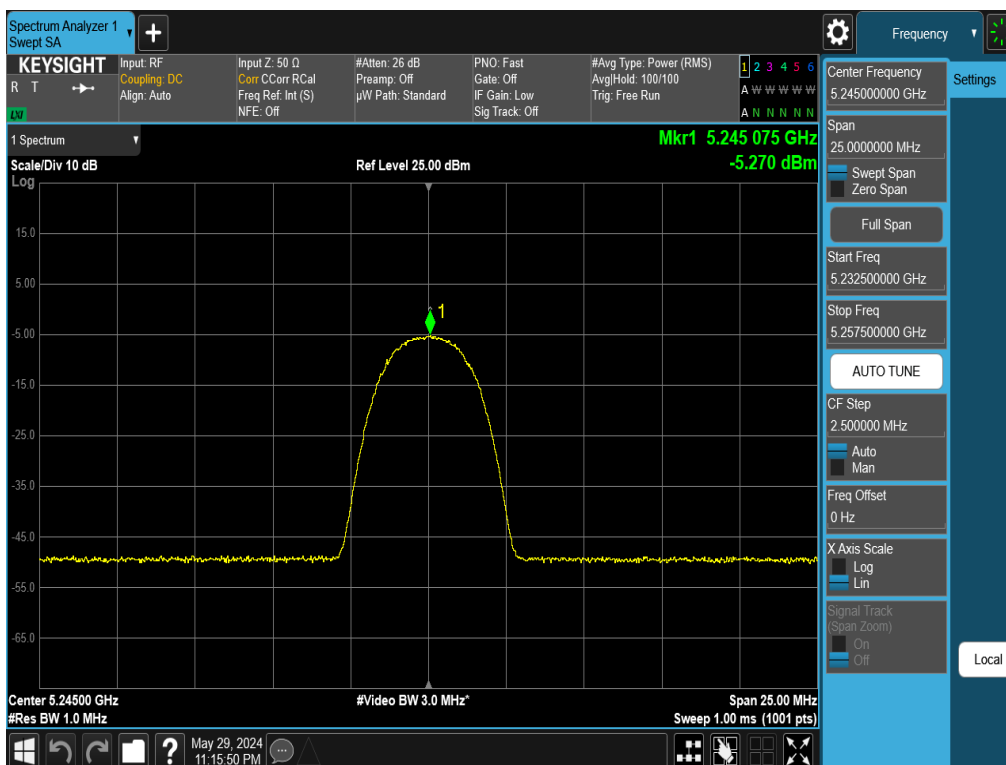 Spectrum Analyzer 1
Swept SA
Frequency
KEYSIGHT
R T
LXI
Input: RF
Coupling: DC
Align: Auto
Input Z: 50 Ω
Corr CCorr RCal
Freq Ref: Int (S)
NFE: Off
#Atten: 26 dB
Preamp: Off
µW Path: Standard
PNO: Fast
Gate: Off
IF Gain: Low
Sig Track: Off
#Avg Type: Power (RMS)
Avg|Hold: 100/100
Trig: Free Run
1 2 3 4 5 6
A W W W W W
A N N N N N
1 Spectrum
Mkr1 5.245 075 GHz
Scale/Div 10 dB
Ref Level 25.00 dBm
-5.270 dBm
Log
15.0
5.00
1
-5.00
-15.0
-25.0
-35.0
-45.0
-55.0
-65.0
Center 5.24500 GHz
#Video BW 3.0 MHz*
Span 25.00 MHz
#Res BW 1.0 MHz
Sweep 1.00 ms (1001 pts)
Center Frequency
5.245000000 GHz
Settings
Span
25.0000000 MHz
Swept Span
Zero Span
Full Span
Start Freq
5.232500000 GHz
Stop Freq
5.257500000 GHz
AUTO TUNE
CF Step
2.500000 MHz
Auto
Man
Freq Offset
0 Hz
X Axis Scale
Log
Lin
Signal Track
(Span Zoom)
On
Off
Local
?
May 29, 2024
11:15:50 PM